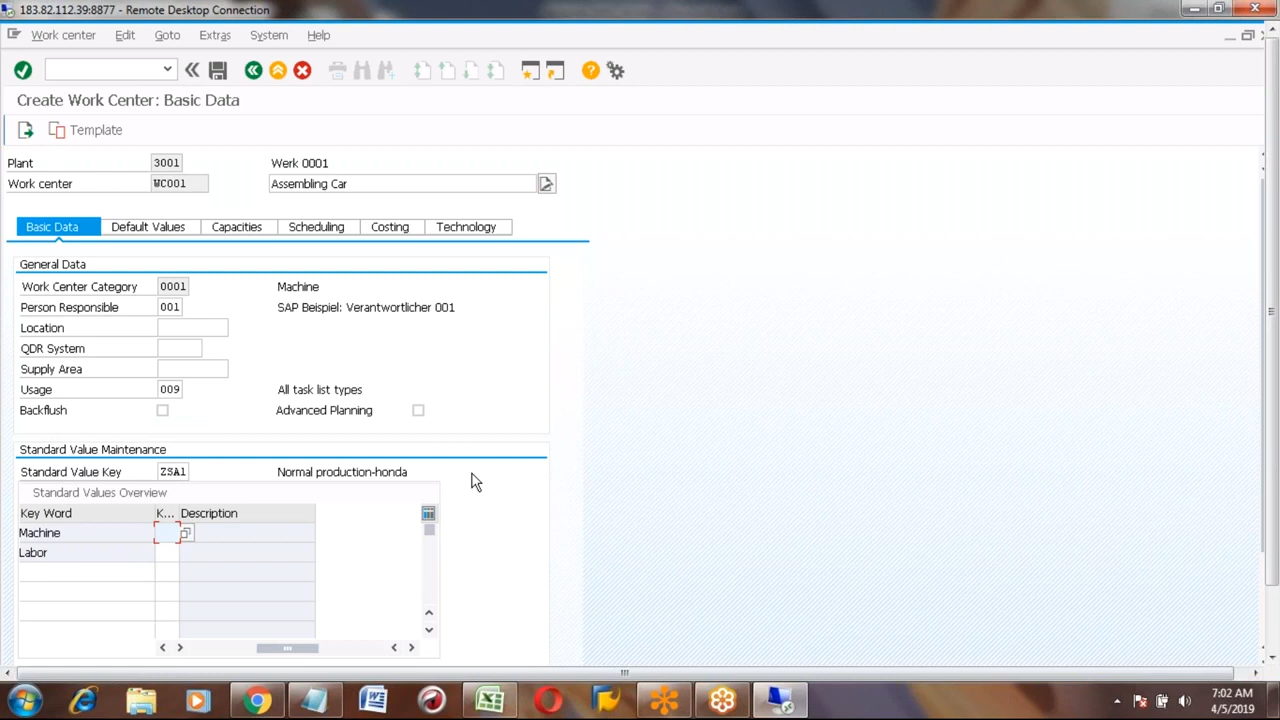 183.82.112.39:8877 - Remote Desktop Connection
Work center Edit Goto Extras System Help
Create Work Center: Basic Data
Template
Plant 3001 Werk 0001
Work center WC001 Assembling Car
Basic Data Default Values Capacities Scheduling Costing Technology
General Data
Work Center Category 0001 Machine
Person Responsible 001 SAP Beispiel: Verantwortlicher 001
Location
QDR System
Supply Area
Usage 009 All task list types
Backflush Advanced Planning
Standard Value Maintenance
Standard Value Key ZSA1 Normal production-honda
Standard Values Overview
Key Word K... Description
Machine
Labor
7:02 AM
4/5/2019